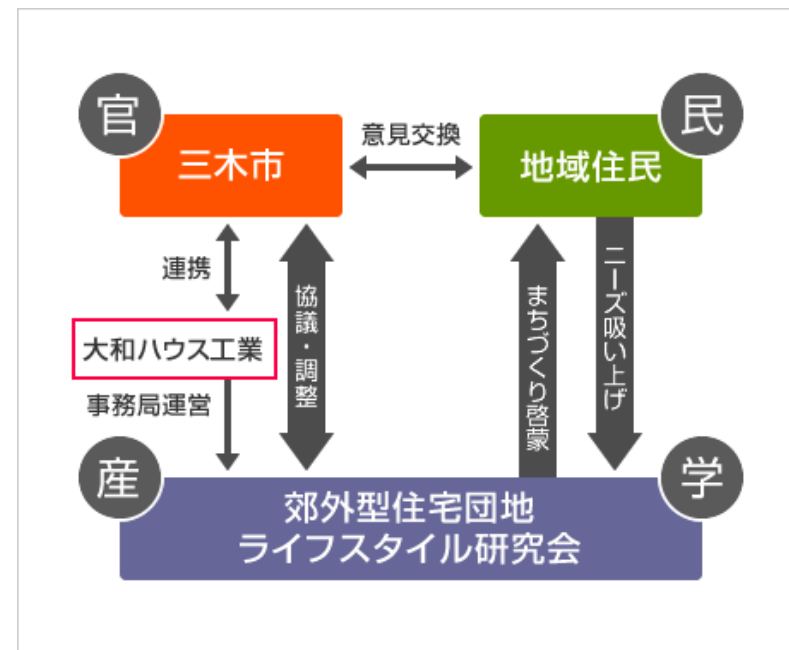 官
民
三木市
意見交換
地域住民
連携
大和ハウス工業
事務局運営
協議・調整
まちづくり啓蒙
ニーズ吸い上げ
産
学
郊外型住宅団地
ライフスタイル研究会